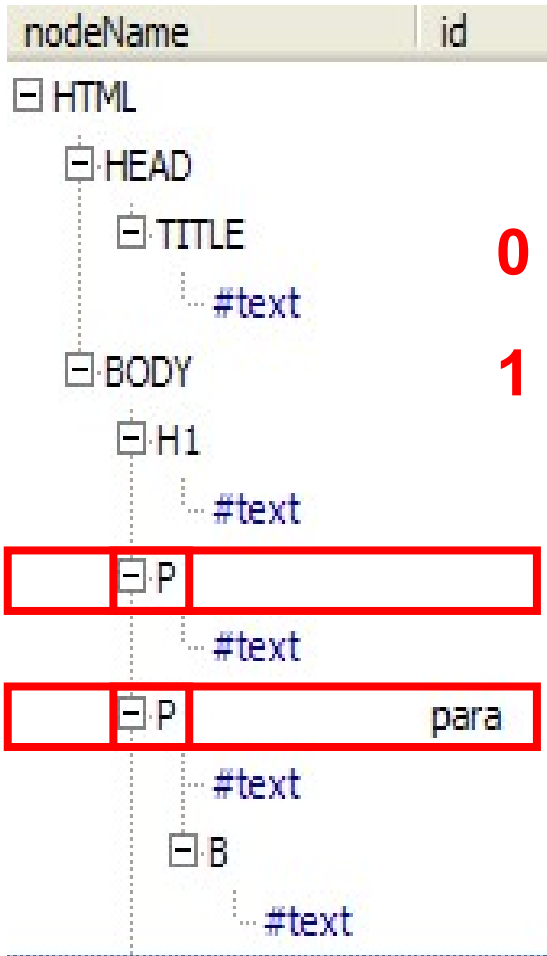 nodeName id
HTML
HEAD
TITLE
0
#text
1
BODY
H1
#text
P
#text
P para
#text
B
#text